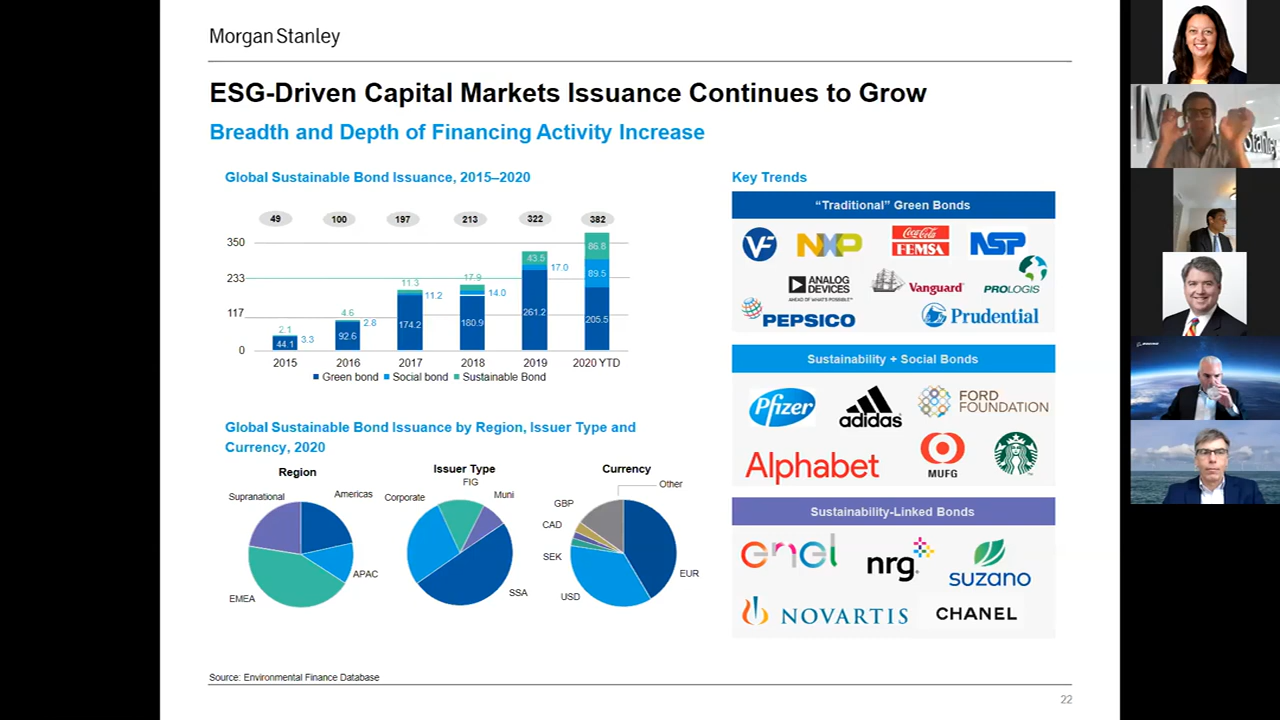 Morgan Stanley
ESG-Driven Capital Markets Issuance Continues to Grow
Breadth and Depth of Financing Activity Increase
Global Sustainable Bond Issuance, 2015–2020
49 100 197 213 322 382
350
233
117
0
2.1
44.1
3.3
4.6
92.6
2.8
11.3
174.2
11.2
17.9
180.9
14.0
43.5
261.2
17.0
86.8
89.5
205.5
2015 2016 2017 2018 2019 2020 YTD
Green bond Social bond Sustainable Bond
Global Sustainable Bond Issuance by Region, Issuer Type and
Currency, 2020
Region
Supranational
Americas
APAC
EMEA
Issuer Type
FIG
Corporate
Muni
SSA
Currency
Other
GBP
CAD
SEK
USD
EUR
Key Trends
“Traditional” Green Bonds
VF
NXP
Coca-Cola
FEMSA
NSP
ANALOG
DEVICES
AHEAD OF WHAT'S POSSIBLE™
Vanguard
PROLOGIS
PEPSICO
Prudential
Sustainability + Social Bonds
Pfizer
adidas
FORD
FOUNDATION
Alphabet
MUFG
Sustainability-Linked Bonds
enel
nrg
suzano
NOVARTIS
CHANEL
Source: Environmental Finance Database
22
M
Stanley
BOEING